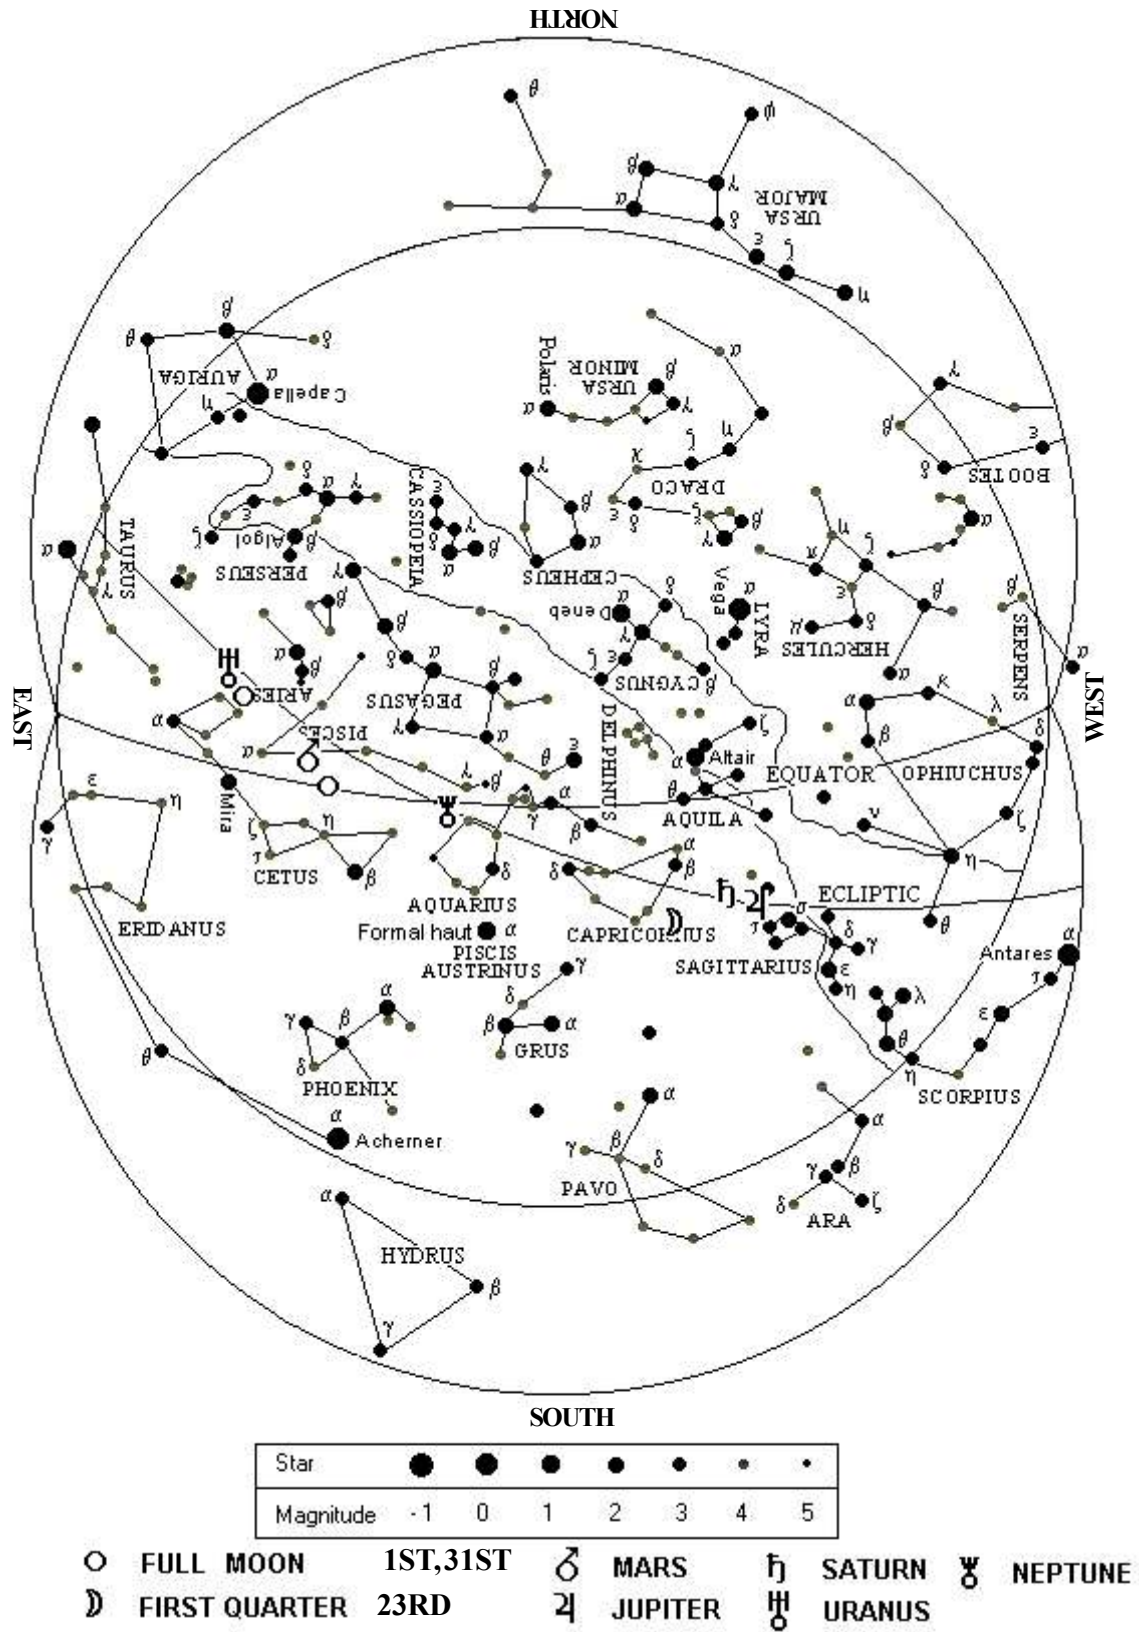 NORTH
θ
φ
β
γ
α
δ
URSA
MAJOR
ε
ζ
η
β
θ
δ
α
AURIGA
Capella
η
Polaris
α
URSA
MINOR
β
γ
α
η
ζ
χ
DRACO
ε
δ
ζ
β
γ
γ
β
δ
ε
BOOTES
α
TAURUS
α
γ
δ
α
γ
ε
ζ
Algol
β
PERSEUS
CASSIOPEIA
ε
γ
δ
α
β
γ
β
α
CEPHEUS
η
π
ζ
ε
β
μ
δ
HERCULES
α
Vega
α
LYRA
Deneb
α
δ
γ
ε
ζ
CYGNUS
β
β
SERPENS
α
γ
β
δ
α
β
α
β
ARIES
PEGASUS
γ
PISCES
α
EAST
WEST
α
κ
λ
δ
β
ζ
DELPHINUS
α
Altair
EQUATOR
OPHIUCHUS
θ
AQUILA
ε
θ
α
Mira
γ
β
γ
α
β
ν
ζ
η
ε
η
γ
ζ
η
τ
β
CETUS
ERIDANUS
δ
AQUARIUS
δ
α
β
CAPRICORNUS
ECLIPTIC
θ
Formal haut
α
PISCIS
AUSTRINUS
σ
τ
δ
γ
SAGITTARIUS
ε
η
Antares
α
τ
ε
λ
θ
η
SCORPIUS
γ
δ
β
α
GRUS
α
γ
β
δ
PHOENIX
θ
α
Acherner
α
γ
β
δ
PAVO
α
γ
β
δ
ζ
ARA
α
HYDRUS
β
γ
SOUTH
Star
Magnitude -1 0 1 2 3 4 5
FULL MOON 1ST,31ST MARS SATURN NEPTUNE
FIRST QUARTER 23RD JUPITER URANUS